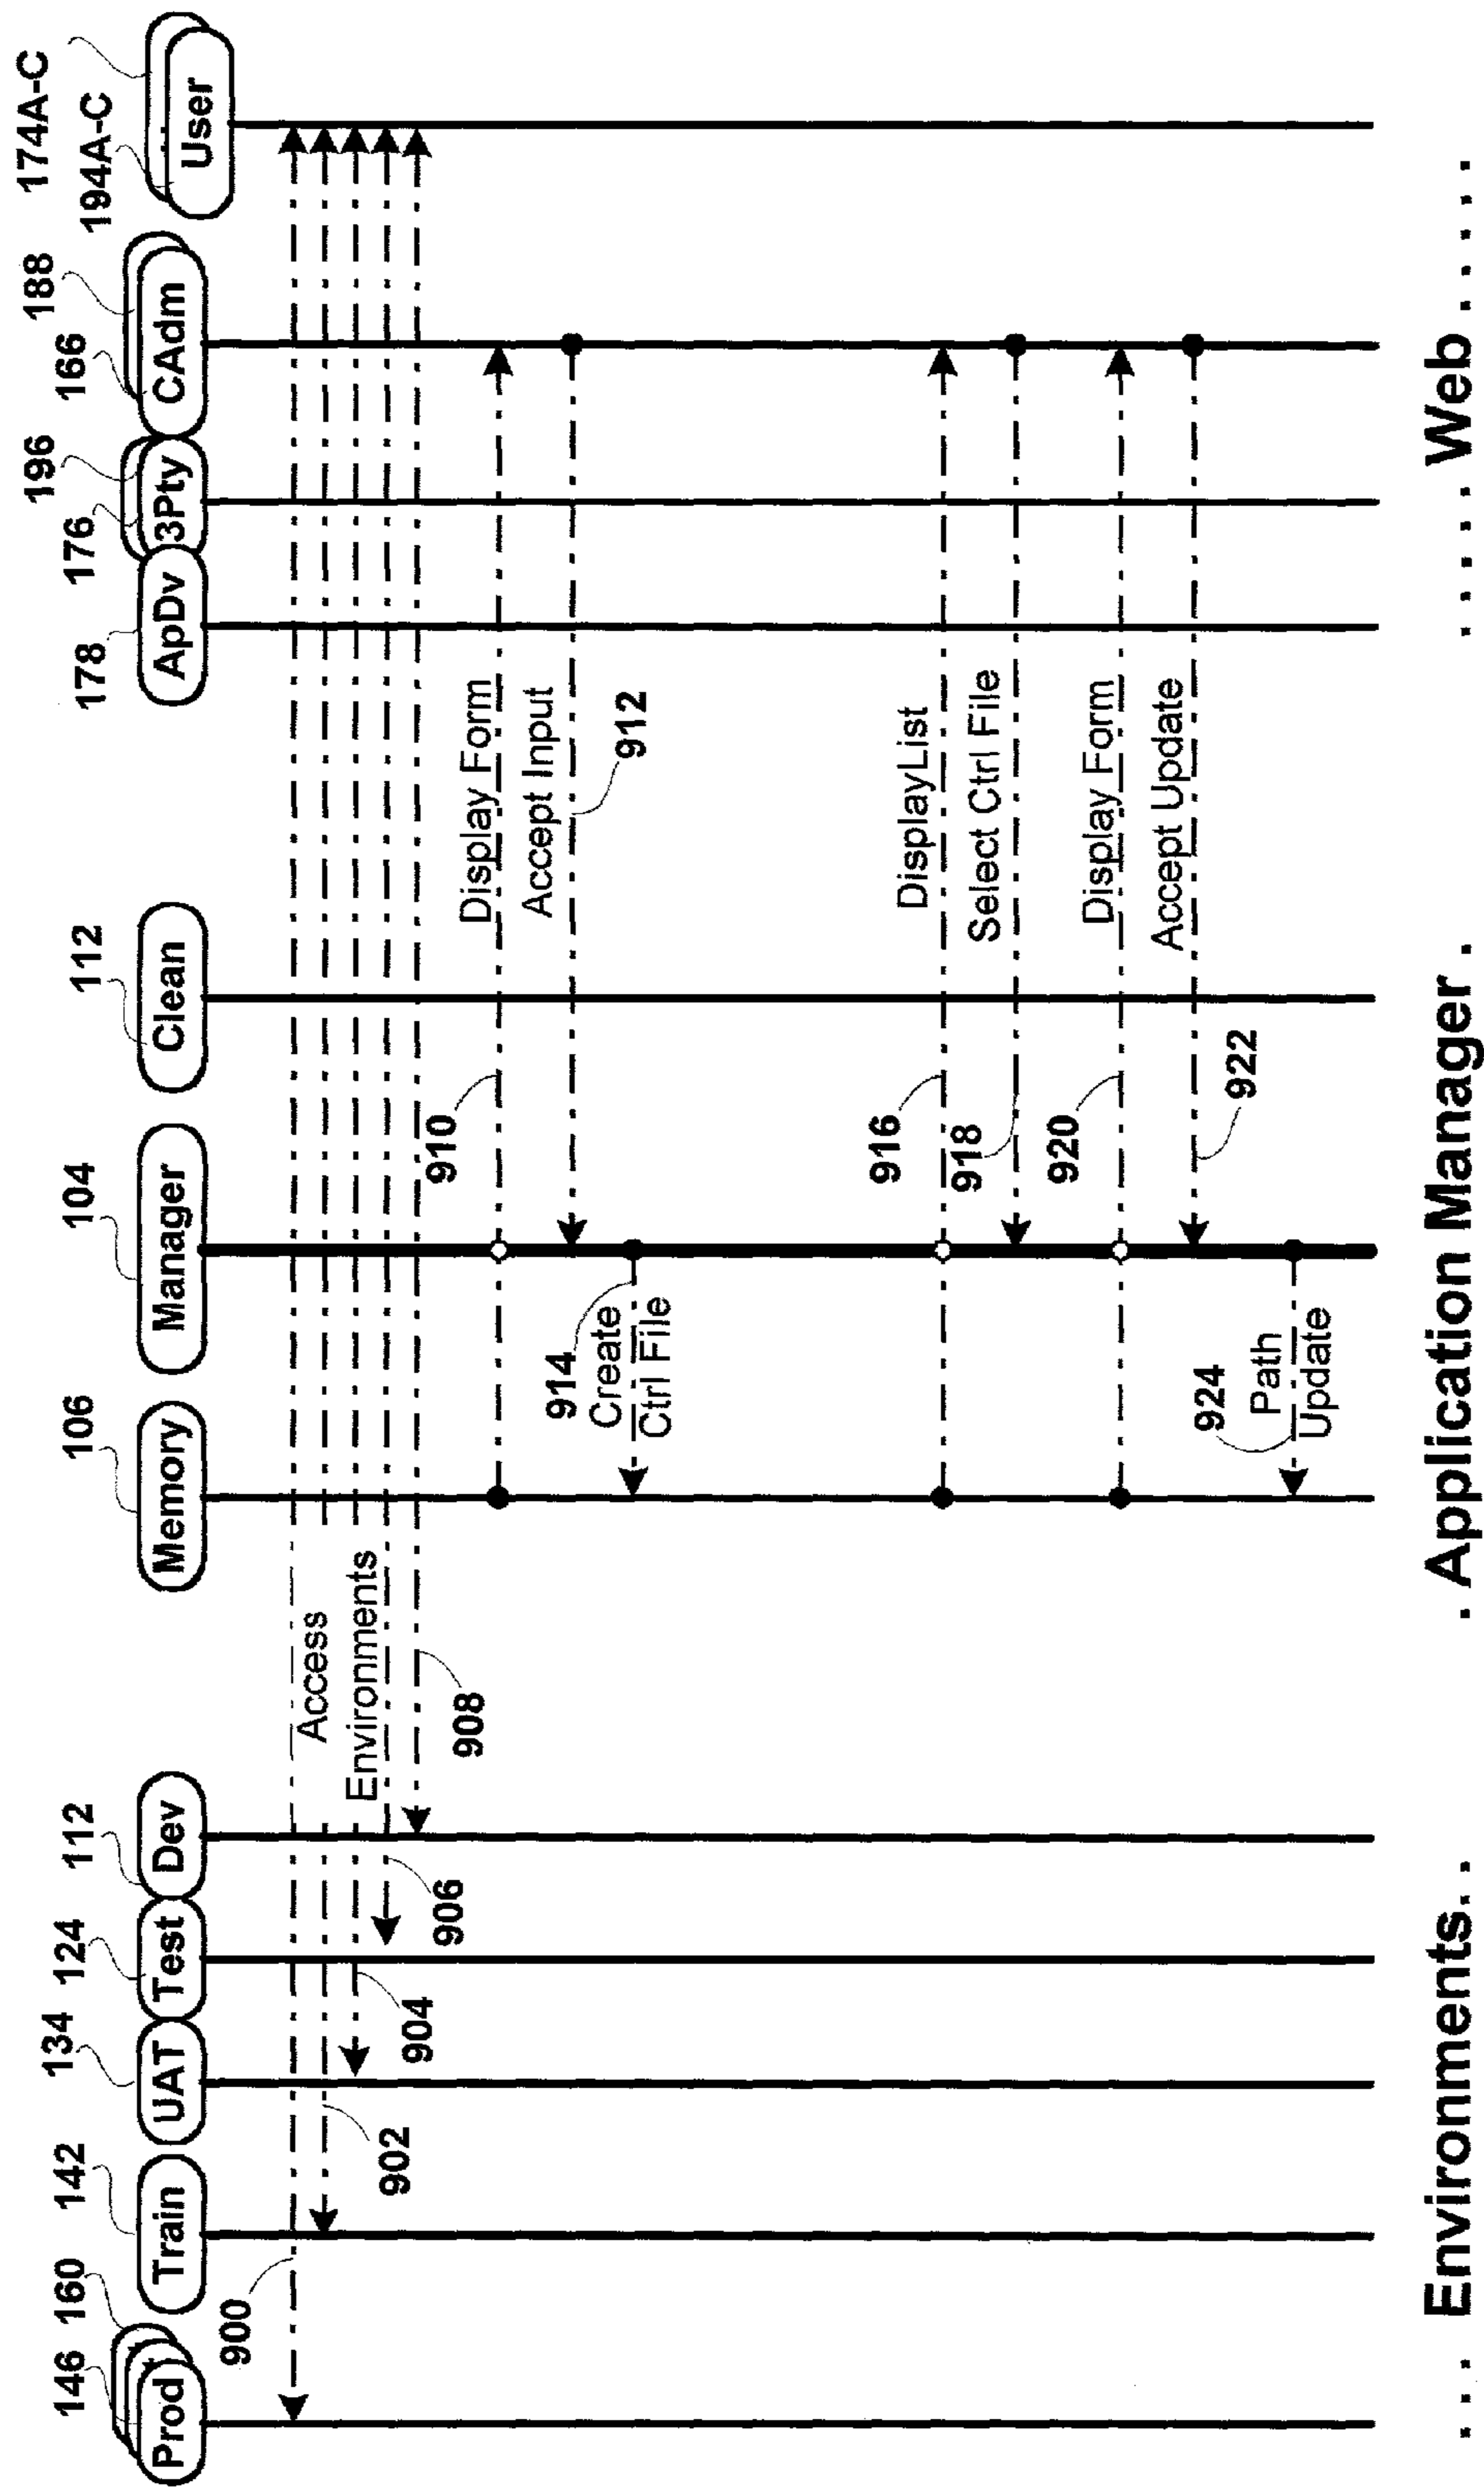 146
160
142
134
124
112
106
104
112
178
176
196
166
188
194A-C
174A-C
Prod
Train
UAT
Test
Dev
Memory
Manager
Clean
ApDv
3Pty
CAdm
User
900
902
904
906
908
Access
Environments
910
Display Form
Accept Input
912
914
Create
Ctrl File
916
DisplayList
918
Select Ctrl File
920
Display Form
Accept Update
922
924
Path
Update
. . . Environments. .
. Application Manager .
. . . . Web . . . .